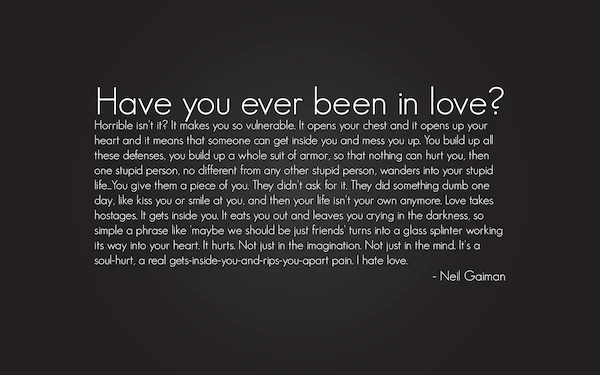 Have you ever been in love?
Horrible isn't it? It makes you so vulnerable. It opens your chest and it opens up your
heart and it means that someone can get inside you and mess you up. You build up all
these defenses, you build up a whole suit of armor, so that nothing can hurt you, then
one stupid person, no different from any other stupid person, wanders into your stupid
life...You give them a piece of you. They didn't ask for it. They did something dumb one
day, like kiss you or smile at you, and then your life isn't your own anymore. Love takes
hostages. It gets inside you. It eats you out and leaves you crying in the darkness, so
simple a phrase like 'maybe we should be just friends' turns into a glass splinter working
its way into your heart. It hurts. Not just in the imagination. Not just in the mind. It's a
soul-hurt, a real gets-inside-you-and-rips-you-apart pain. I hate love.
- Neil Gaiman